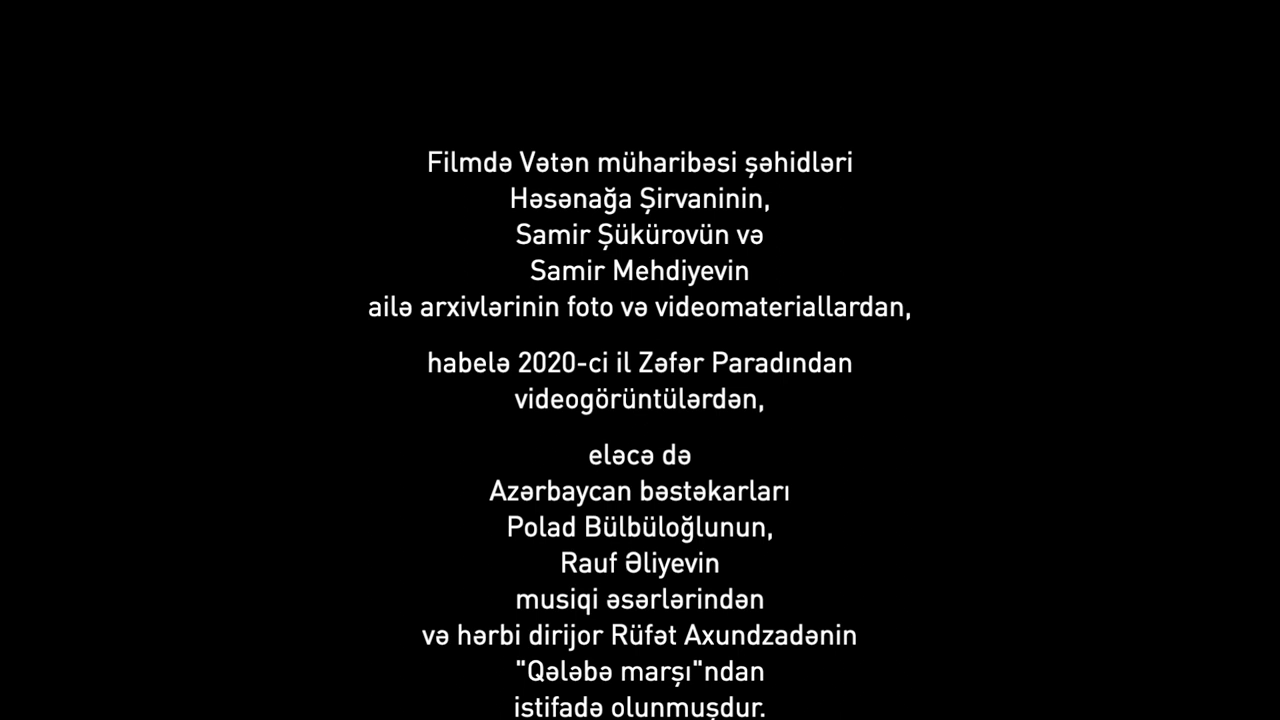 Filmdə Vətən müharibəsi şəhidləri
Həsənağa Şirvaninin,
Samir Şükürovün və
Samir Mehdiyevin
ailə arxivlərinin foto və videomateriallardan,
habelə 2020-ci il Zəfər Paradından
videogörüntülərdən,
eləcə də
Azərbaycan bəstəkarları
Polad Bülbüloğlunun,
Rauf Əliyevin
musiqi əsərlərindən
və hərbi dirijor Rüfət Axundzadənin
"Qələbə marşı"ndan
istifadə olunmuşdur.